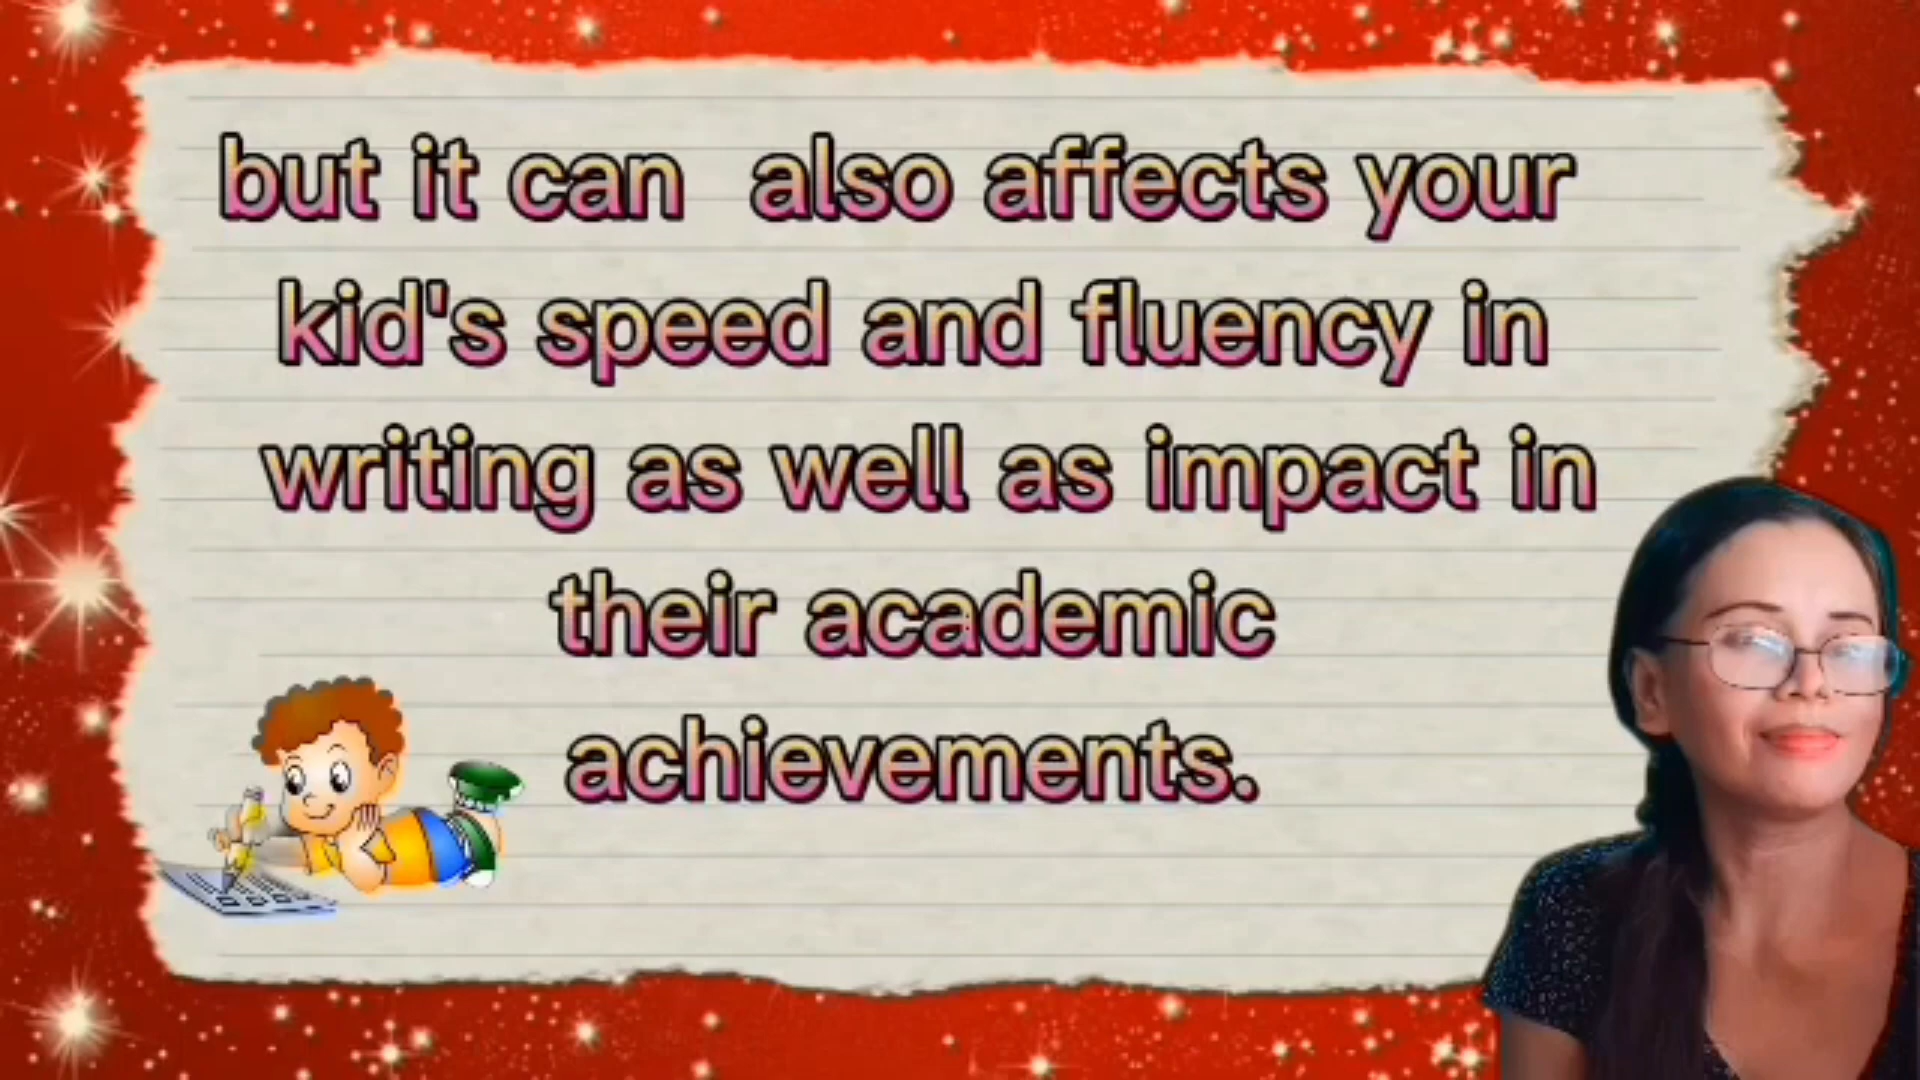 but it can also affects your
kid's speed and fluency in
writing as well as impact in
their academic
achievements.